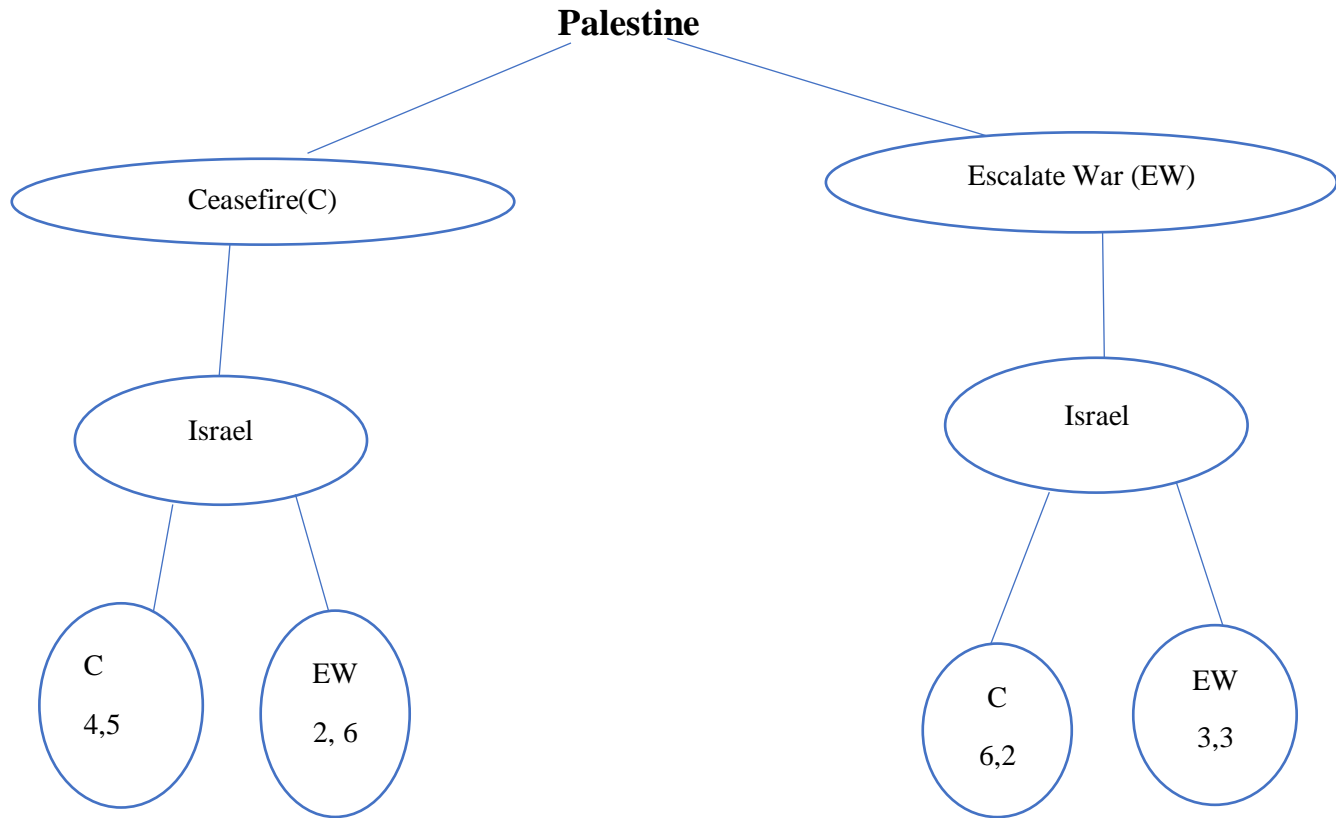 Palestine
Ceasefire(C)
Escalate War (EW)
Israel
Israel
C
4,5
EW
2, 6
C
6,2
EW
3,3